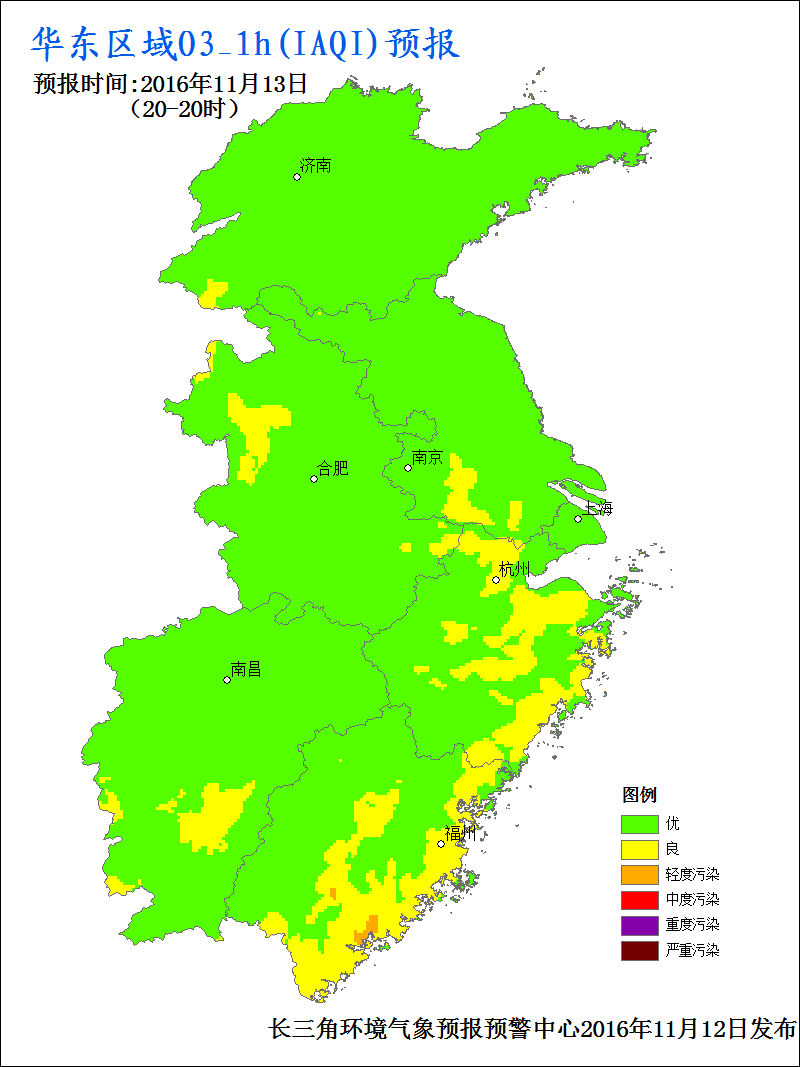 华东区域O3_1h(IAQI)预报
预报时间:2016年11月13日
（20-20时）
济南
南京
合肥
上海
杭州
南昌
福州
图例
优
良
轻度污染
中度污染
重度污染
严重污染
长三角环境气象预报预警中心2016年11月12日发布